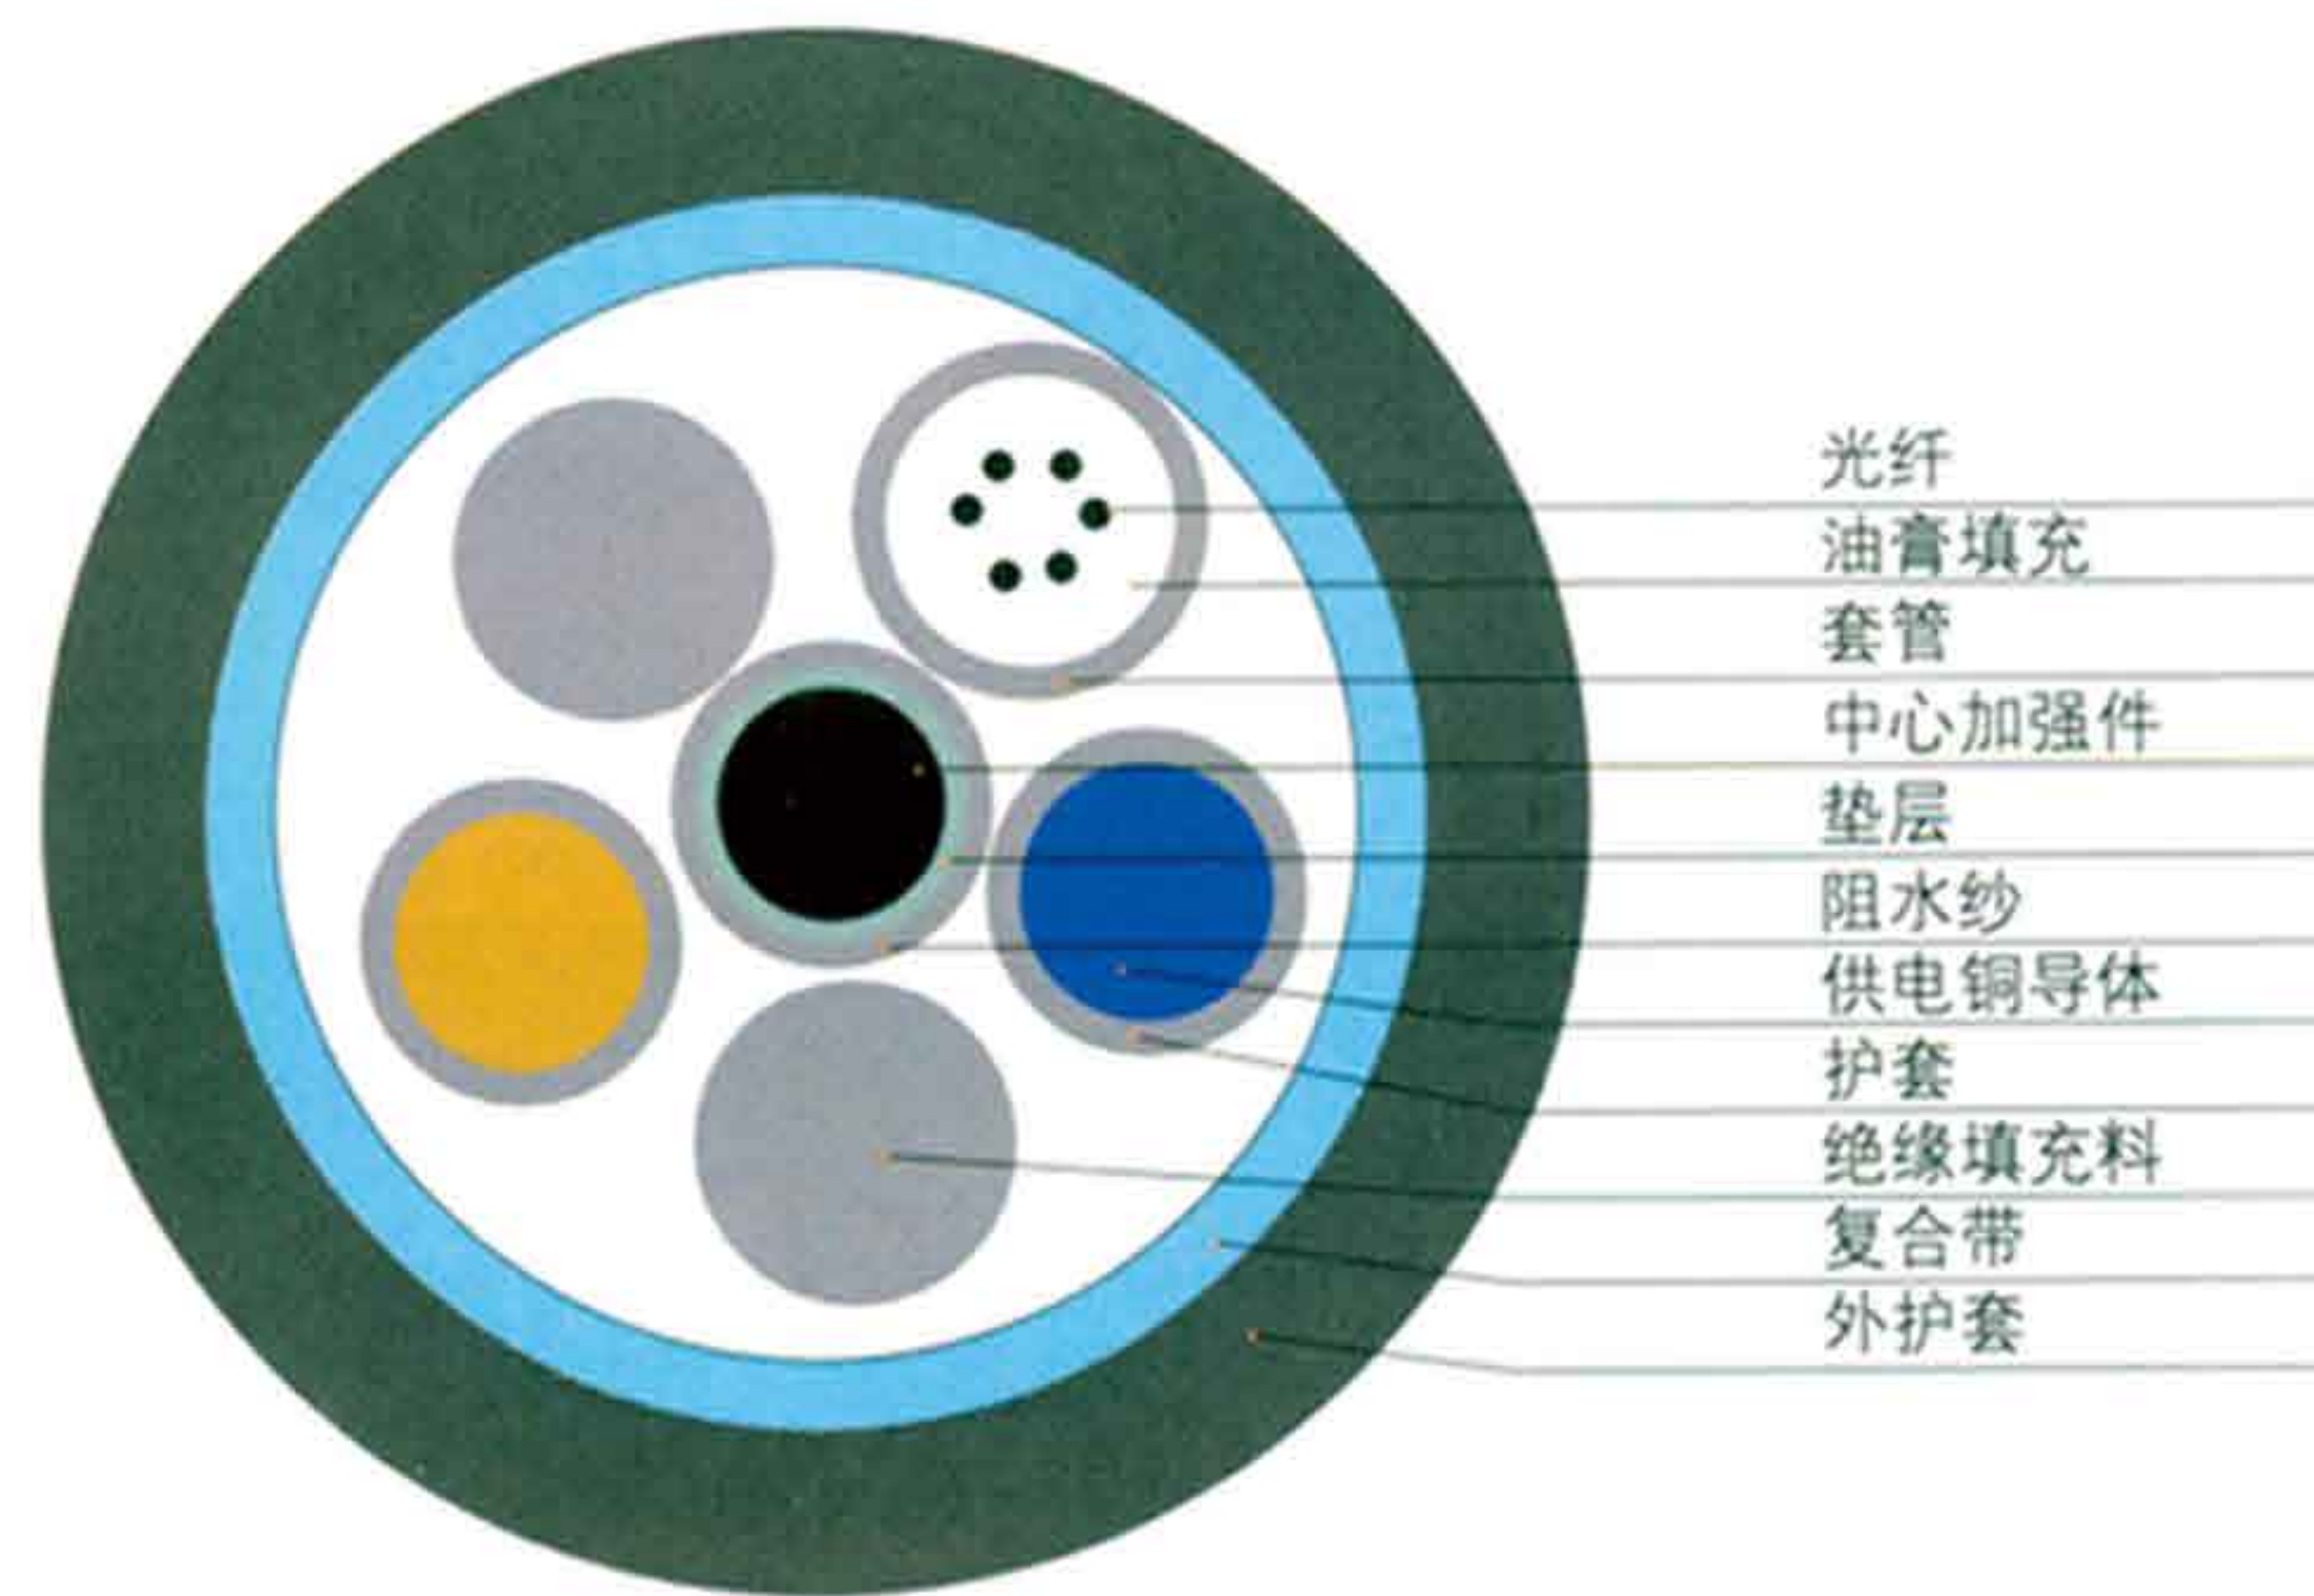 光纤
油膏填充
套管
中心加强件
垫层
阻水纱
供电铜导体
护套
绝缘填充料
复合带
外护套